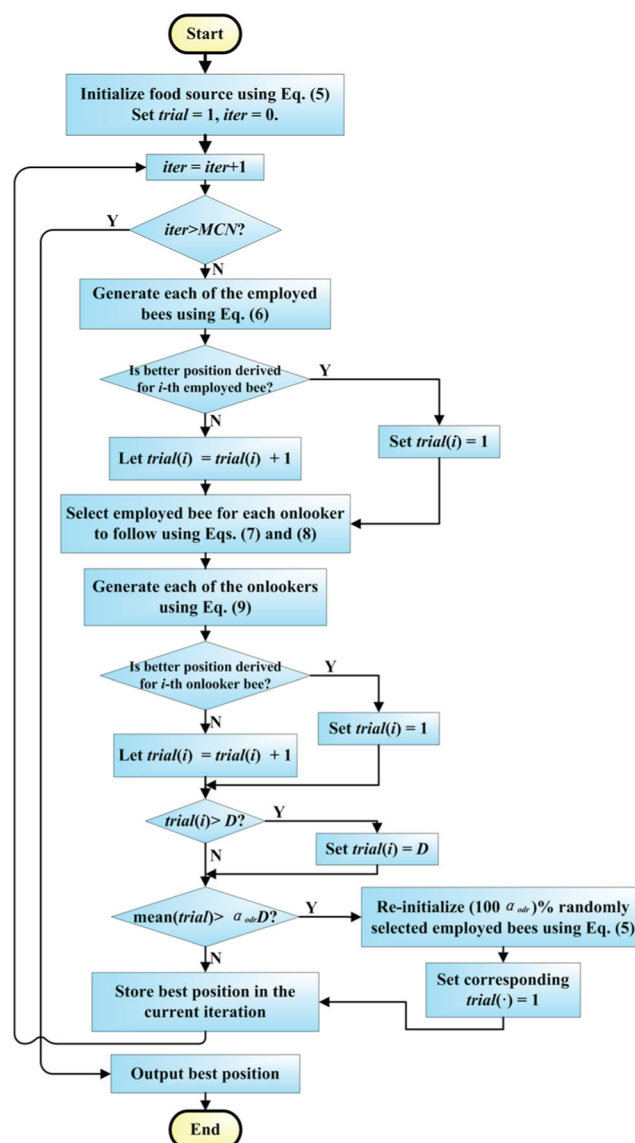 Start
Initialize food source using Eq. (5)
Set trial = 1, iter = 0.
iter = iter+1
Y
iter>MCN?
N
Generate each of the employed
bees using Eq. (6)
Is better position derived
for i-th employed bee?
Y
N
Let trial(i) = trial(i) + 1
Set trial(i) = 1
Select employed bee for each onlooker
to follow using Eqs. (7) and (8)
Generate each of the onlookers
using Eq. (9)
Is better position derived
for i-th onlooker bee?
Y
N
Set trial(i) = 1
Let trial(i) = trial(i) + 1
trial(i)> D?
Y
Set trial(i) = D
N
mean(trial)> α odr D?
Y
Re-initialize (100 α odr)% randomly
selected employed bees using Eq. (5)
N
Store best position in the
current iteration
Set corresponding
trial(·) = 1
Output best position
End